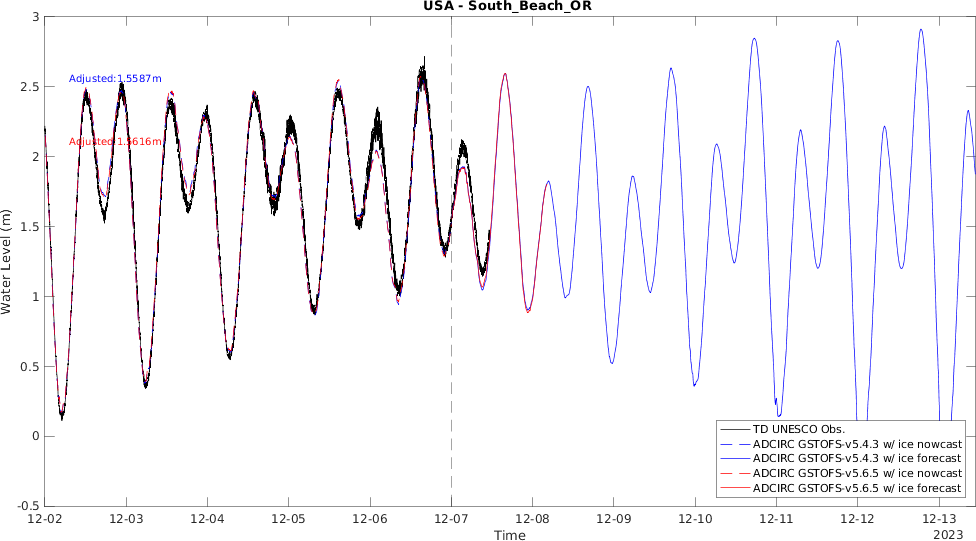 USA - South_Beach_OR
3
2.5
2
1.5
1
0.5
0
-0.5
Water Level (m)
Adjusted:1.5587m
Adjusted:1.5616m
TD UNESCO Obs.
ADCIRC GSTOFS-v5.4.3 w/ ice nowcast
ADCIRC GSTOFS-v5.4.3 w/ ice forecast
ADCIRC GSTOFS-v5.6.5 w/ ice nowcast
ADCIRC GSTOFS-v5.6.5 w/ ice forecast
12-02 12-03 12-04 12-05 12-06 12-07 12-08 12-09 12-10 12-11 12-12 12-13
Time
2023